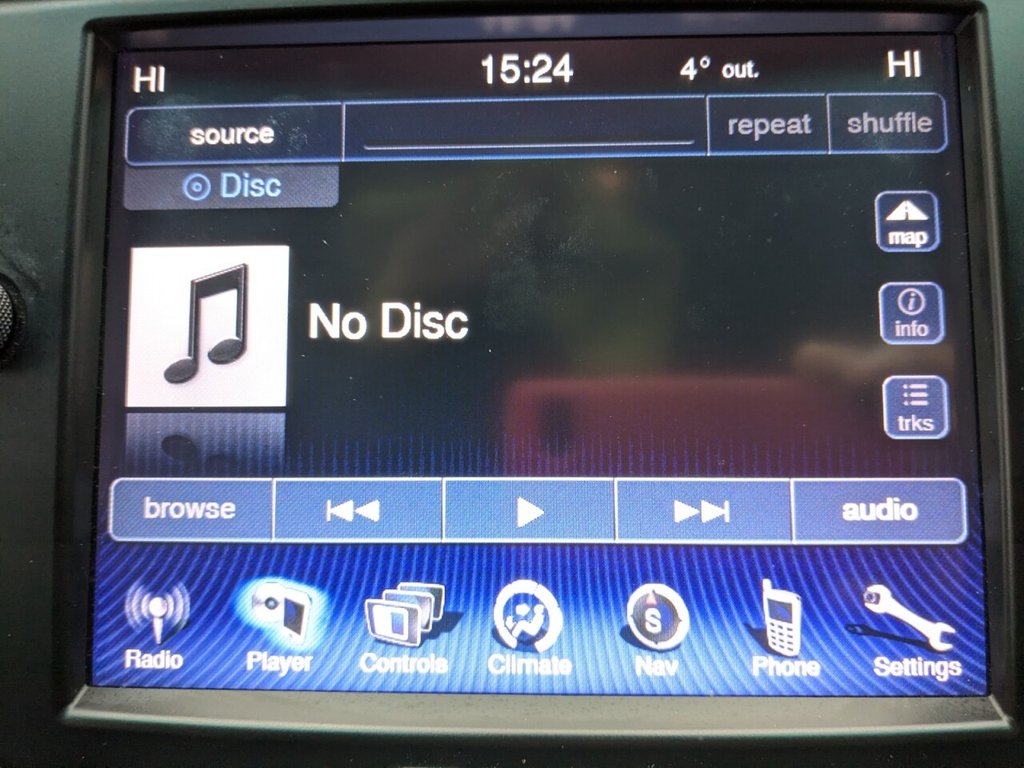 HI 15:24 4° out. HI
source repeat shuffle
Disc
map
No Disc
info
trks
browse audio
Radio Player Controls Climate Nav Phone Settings
S